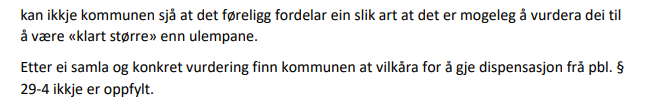 kan ikkje kommunen sjå at det føreligg fordelar ein slik art at det er mogeleg å vurdera dei til
å være «klart større» enn ulempane.
Etter ei samla og konkret vurdering finn kommunen at vilkåra for å gje dispensasjon frå pbl. §
29-4 ikkje er oppfylt.